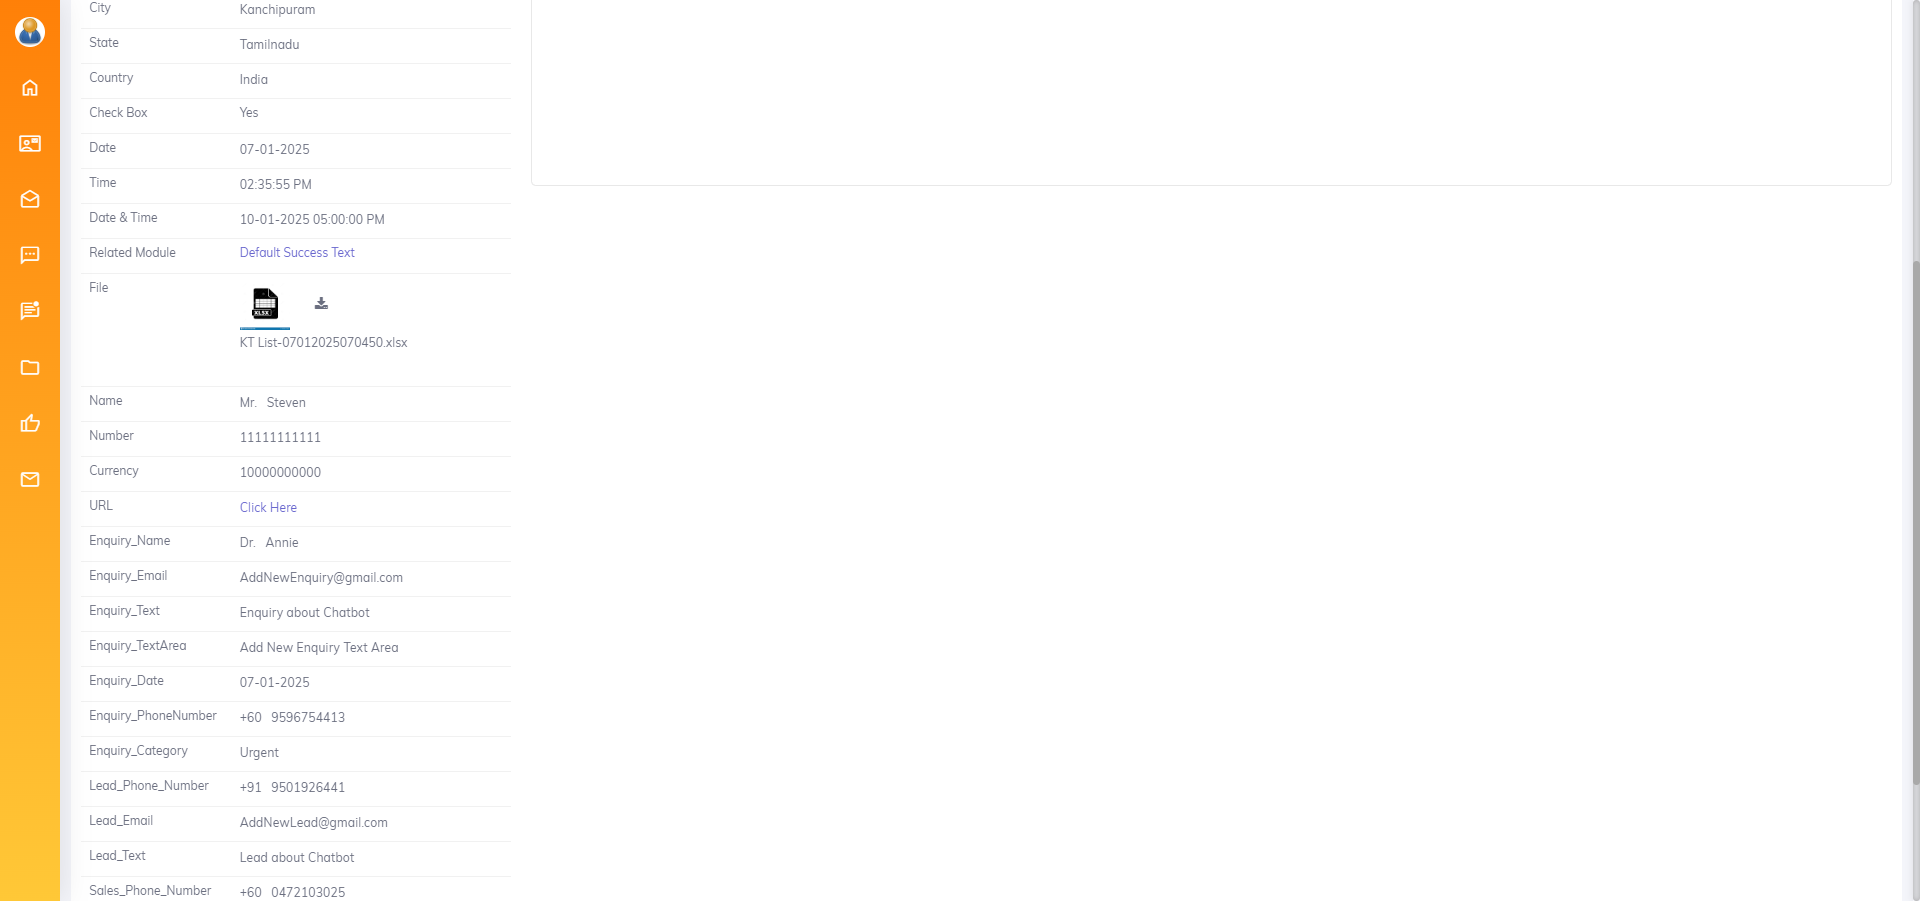 City Kanchipuram
State Tamilnadu
Country India
Check Box Yes
Date 07-01-2025
Time 02:35:55 PM
Date & Time 10-01-2025 05:00:00 PM
Related Module Default Success Text
File
XLSX
KT List-07012025070450.xlsx
Name Mr. Steven
Number 11111111111
Currency 10000000000
URL Click Here
Enquiry_Name Dr. Annie
Enquiry_Email AddNewEnquiry@gmail.com
Enquiry_Text Enquiry about Chatbot
Enquiry_TextArea Add New Enquiry Text Area
Enquiry_Date 07-01-2025
Enquiry_PhoneNumber +60 9596754413
Enquiry_Category Urgent
Lead_Phone_Number +91 9501926441
Lead_Email AddNewLead@gmail.com
Lead_Text Lead about Chatbot
Sales_Phone_Number +60 0472103025